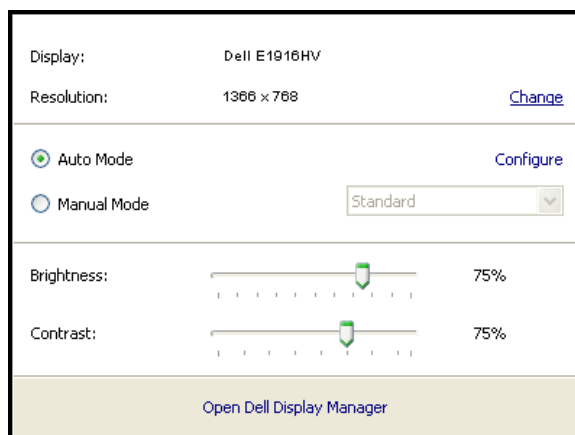 Display: Dell E1916HV
Resolution: 1366 x 768 Change
Auto Mode Configure
Manual Mode Standard
Brightness: 75%
Contrast: 75%
Open Dell Display Manager